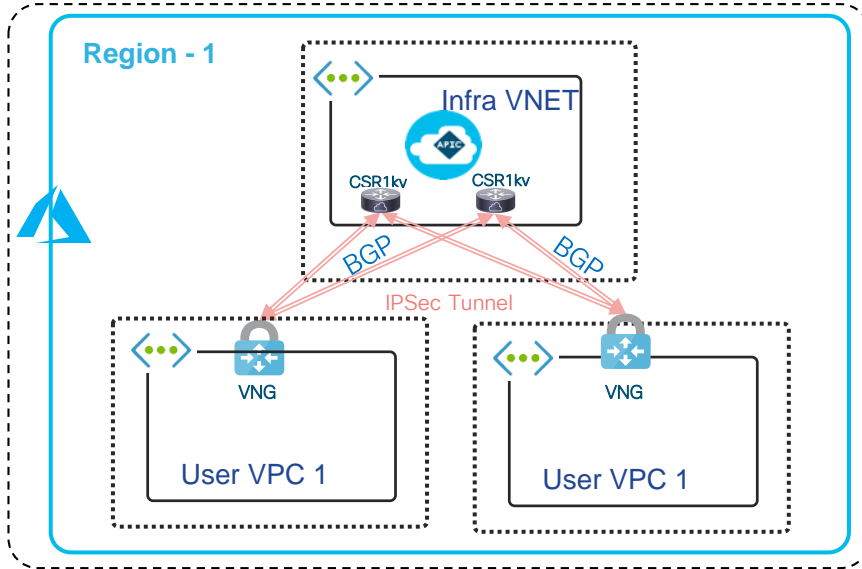 Region - 1
Infra VNET
APIC
CSR1kv
CSR1kv
BGP
BGP
IPSec Tunnel
VNG
VNG
User VPC 1
User VPC 1